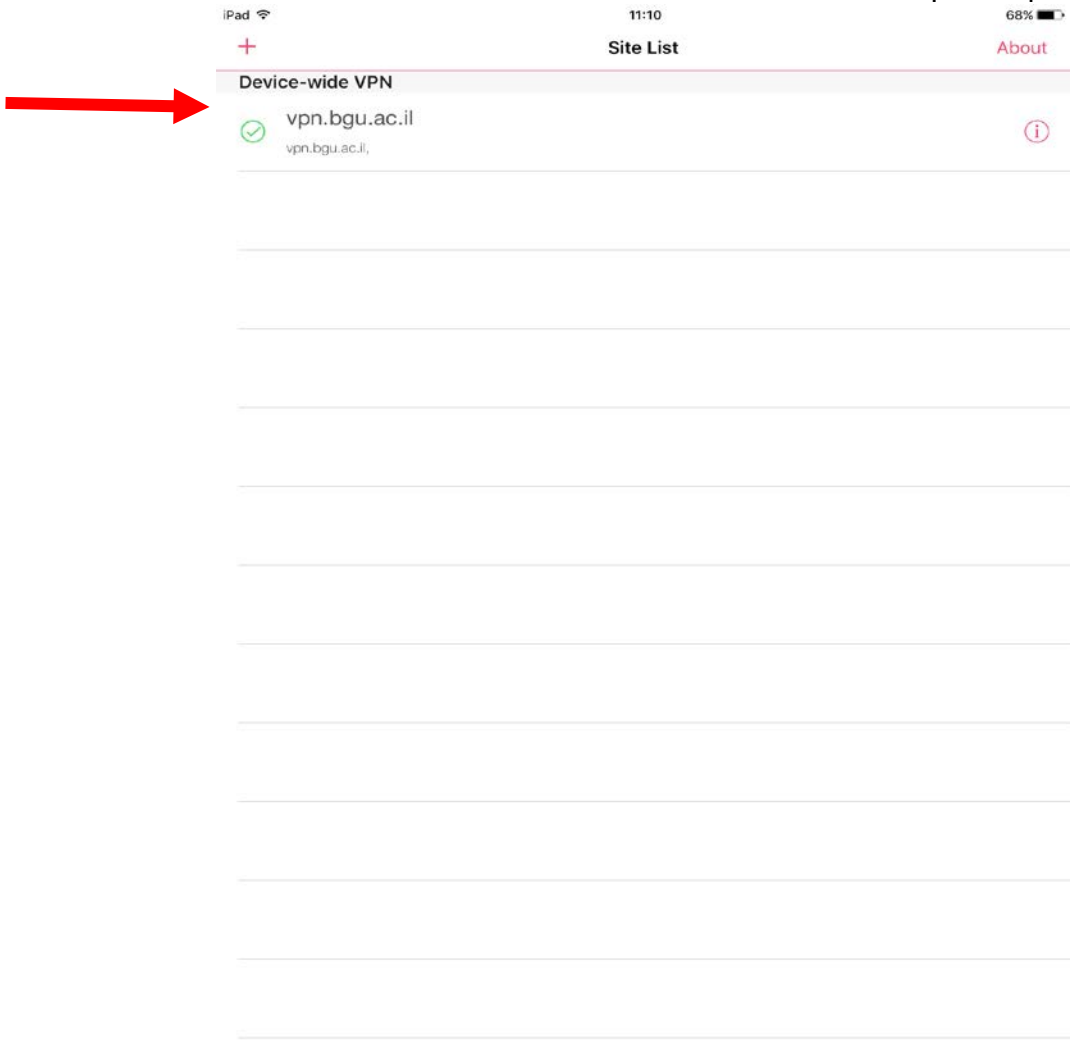 iPad 11:10 68%
+ Site List About
Device-wide VPN
vpn.bgu.ac.il
vpn.bgu.ac.il,